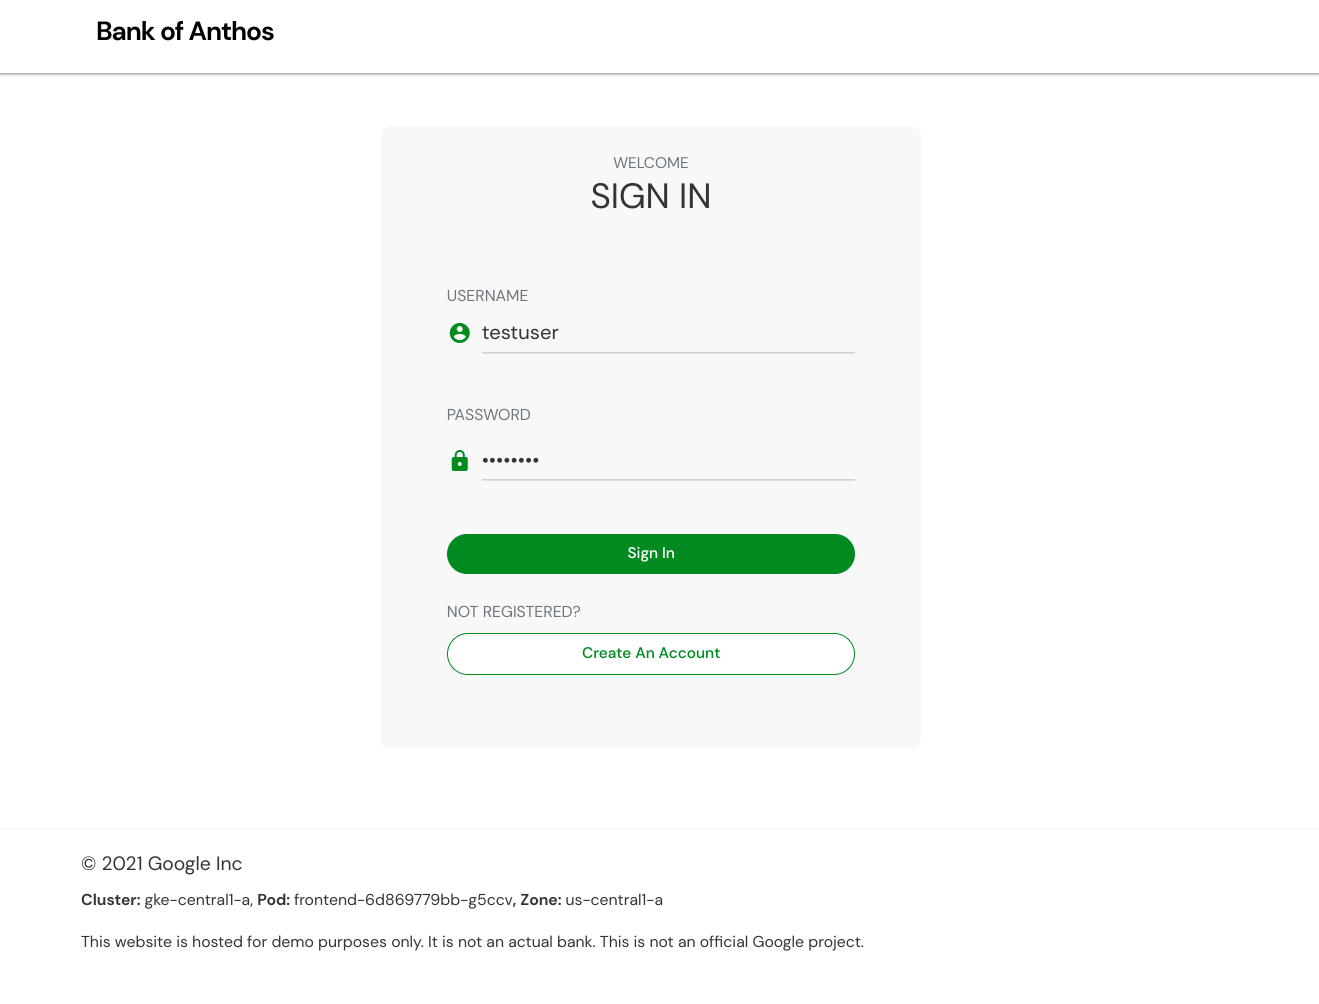 Bank of Anthos
WELCOME
SIGN IN
USERNAME
testuser
PASSWORD
••••••••
Sign In
NOT REGISTERED?
Create An Account
© 2021 Google Inc
Cluster: gke-central1-a, Pod: frontend-6d869779bb-g5ccv, Zone: us-central1-a
This website is hosted for demo purposes only. It is not an actual bank. This is not an official Google project.